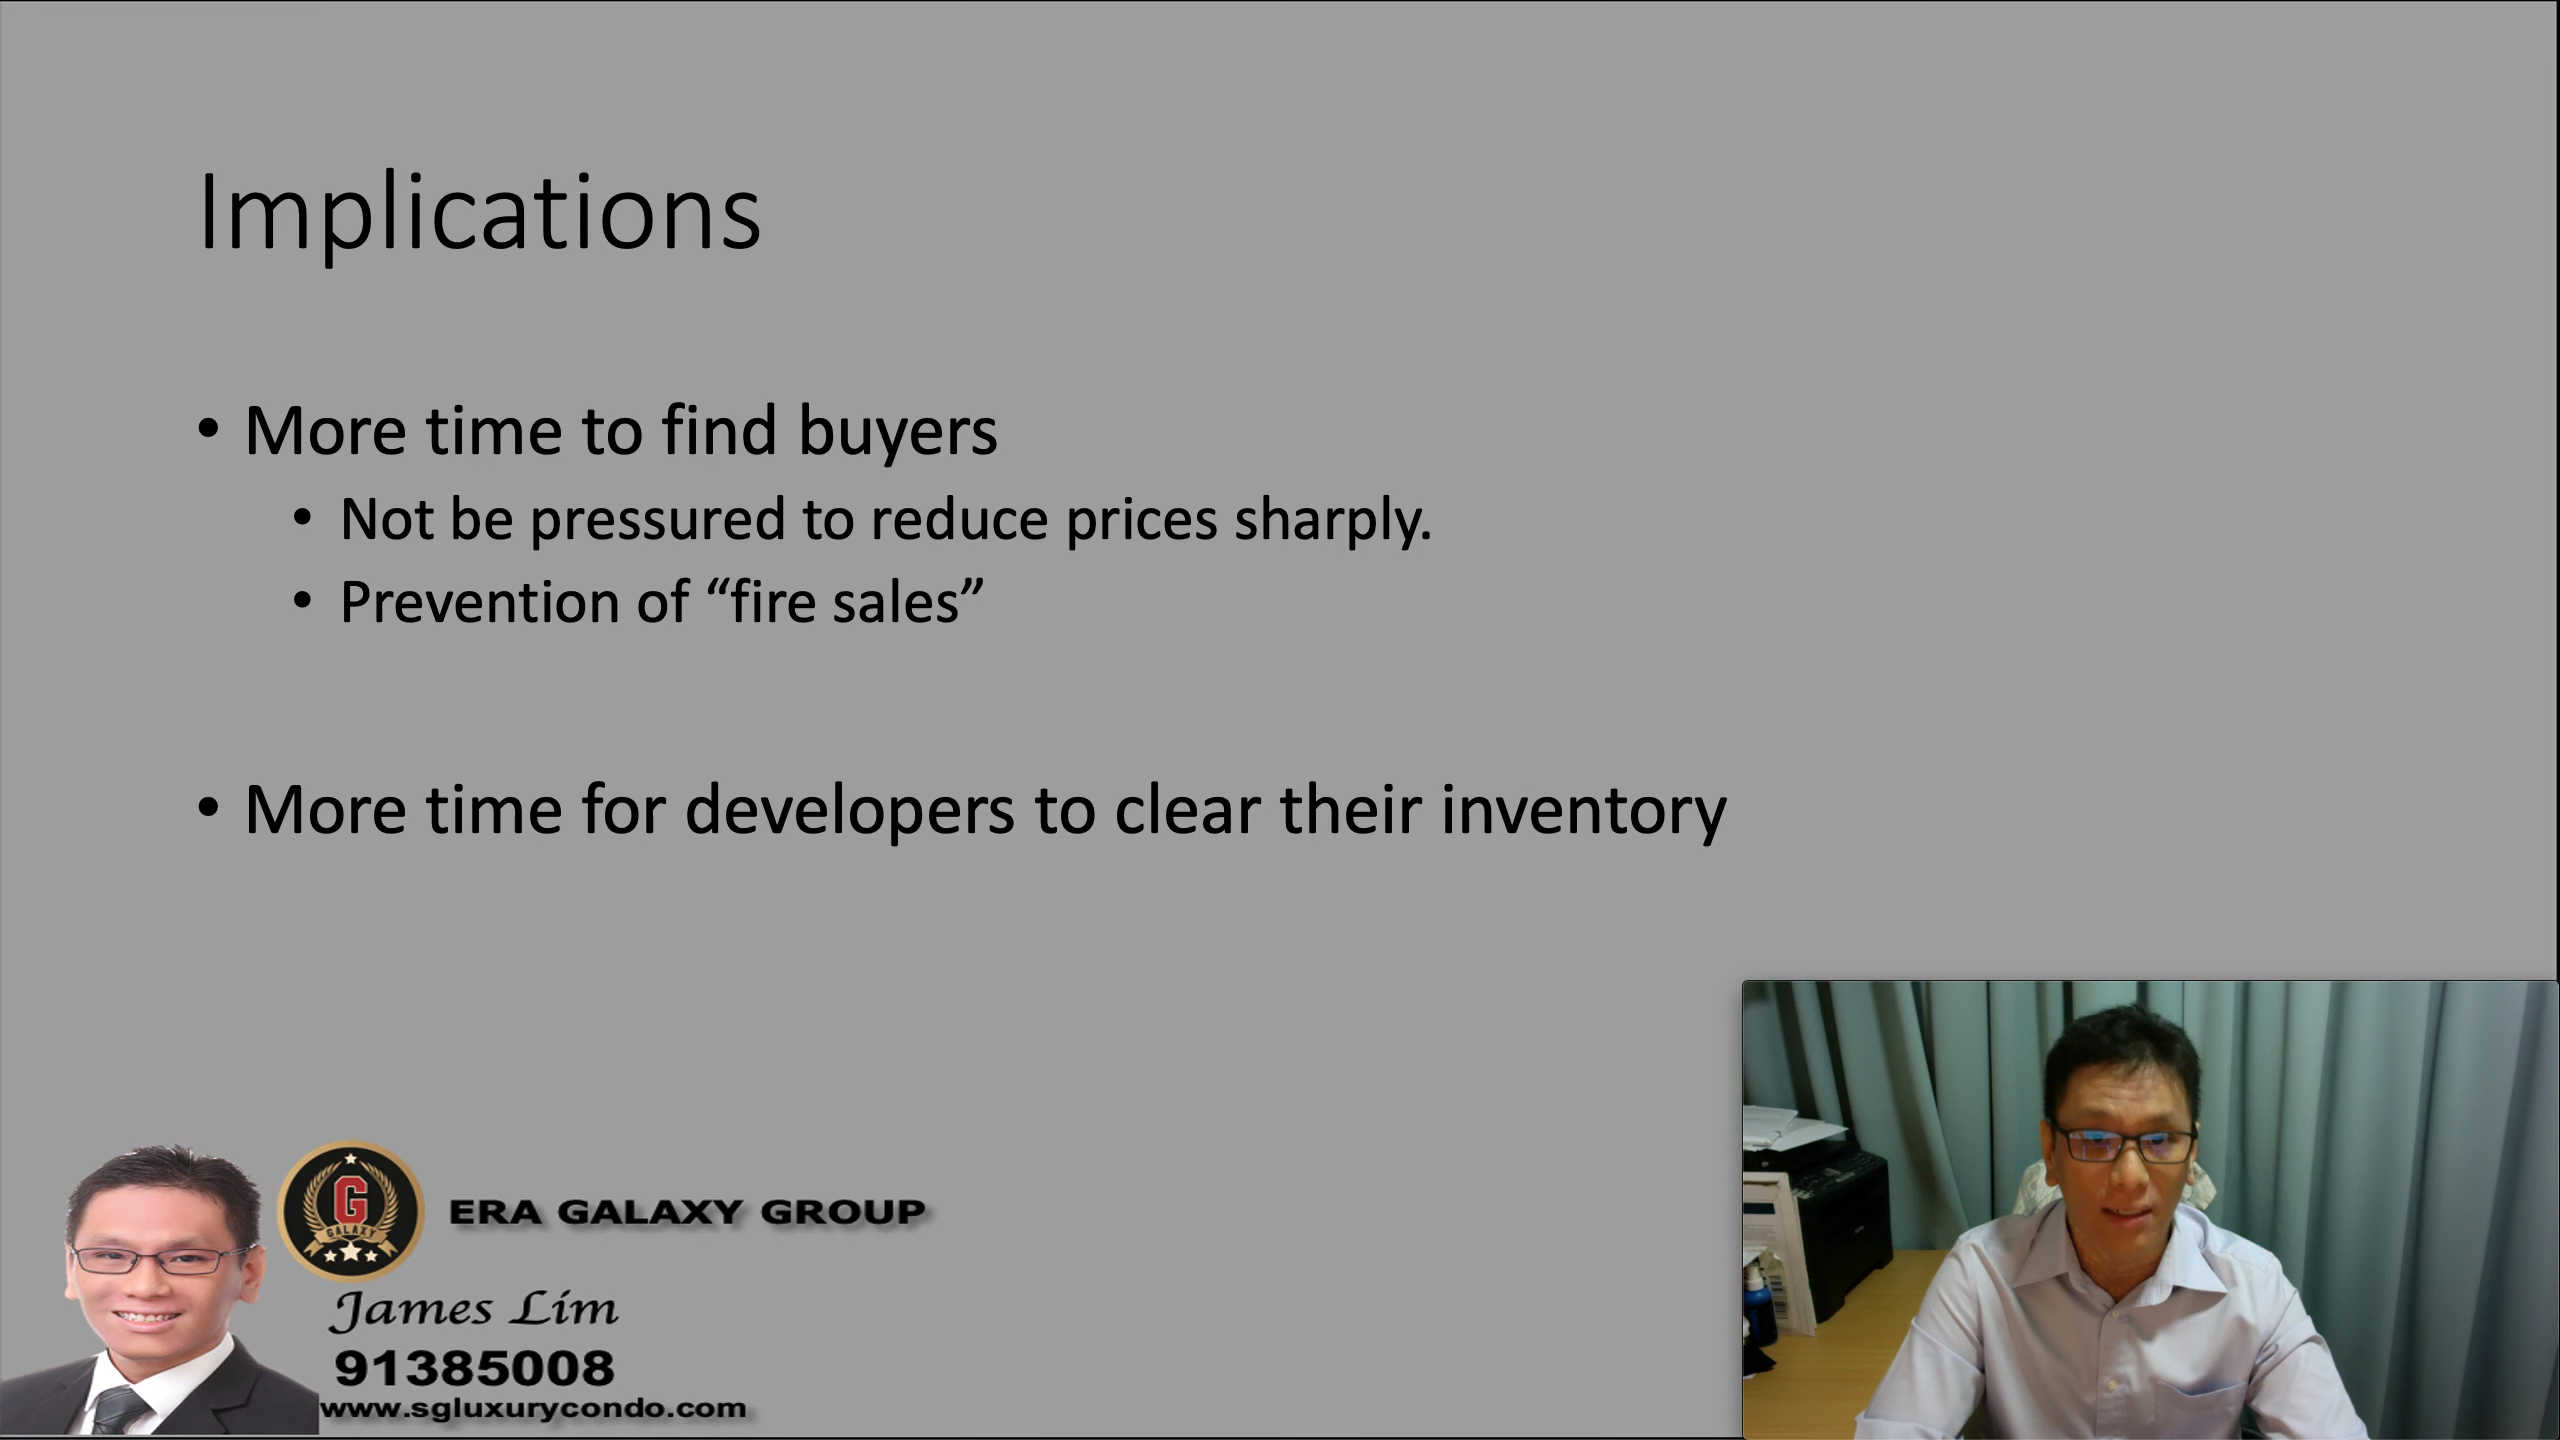 Implications
• More time to find buyers
• Not be pressured to reduce prices sharply.
• Prevention of “fire sales”
• More time for developers to clear their inventory
G
GALAXY
ERA GALAXY GROUP
James Lim
91385008
www.sgluxurycondo.com